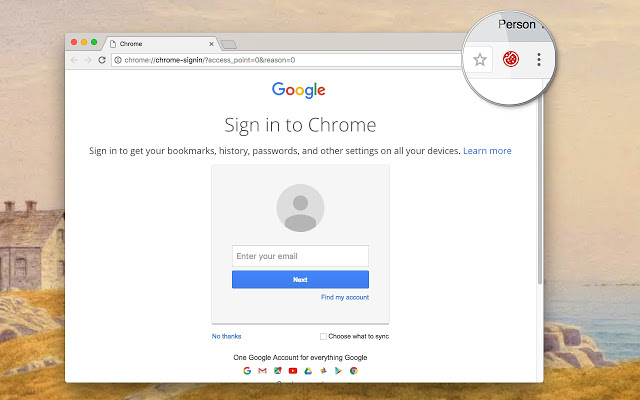 Person
Chrome
chrome://chrome-signin/?access_point=0&reason=0
Google
Sign in to Chrome
Sign in to get your bookmarks, history, passwords, and other settings on all your devices. Learn more
Enter your email
Next
Find my account
No thanks
Choose what to sync
One Google Account for everything Google